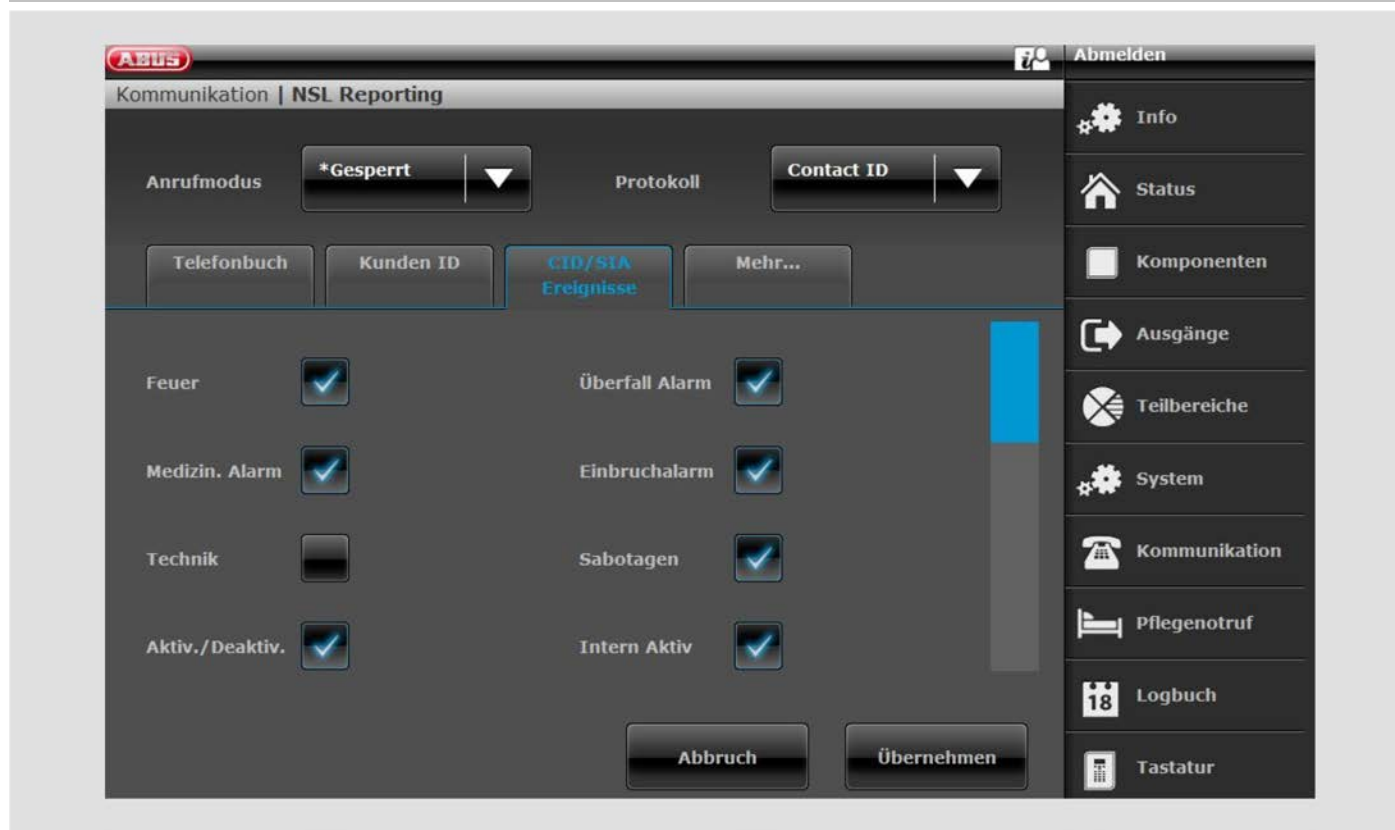 ABUS
Abmelden
Kommunikation | NSL Reporting
Anrufmodus
*Gesperrt
Protokoll
Contact ID
Telefonbuch
Kunden ID
CID/SIA
Ereignisse
Mehr...
Feuer
Überfall Alarm
Medizin. Alarm
Einbruchalarm
Technik
Sabotagen
Aktiv./Deaktiv.
Intern Aktiv
Abbruch
Übernehmen
Info
Status
Komponenten
Ausgänge
Teilbereiche
System
Kommunikation
Pflegenotruf
18
Logbuch
Tastatur